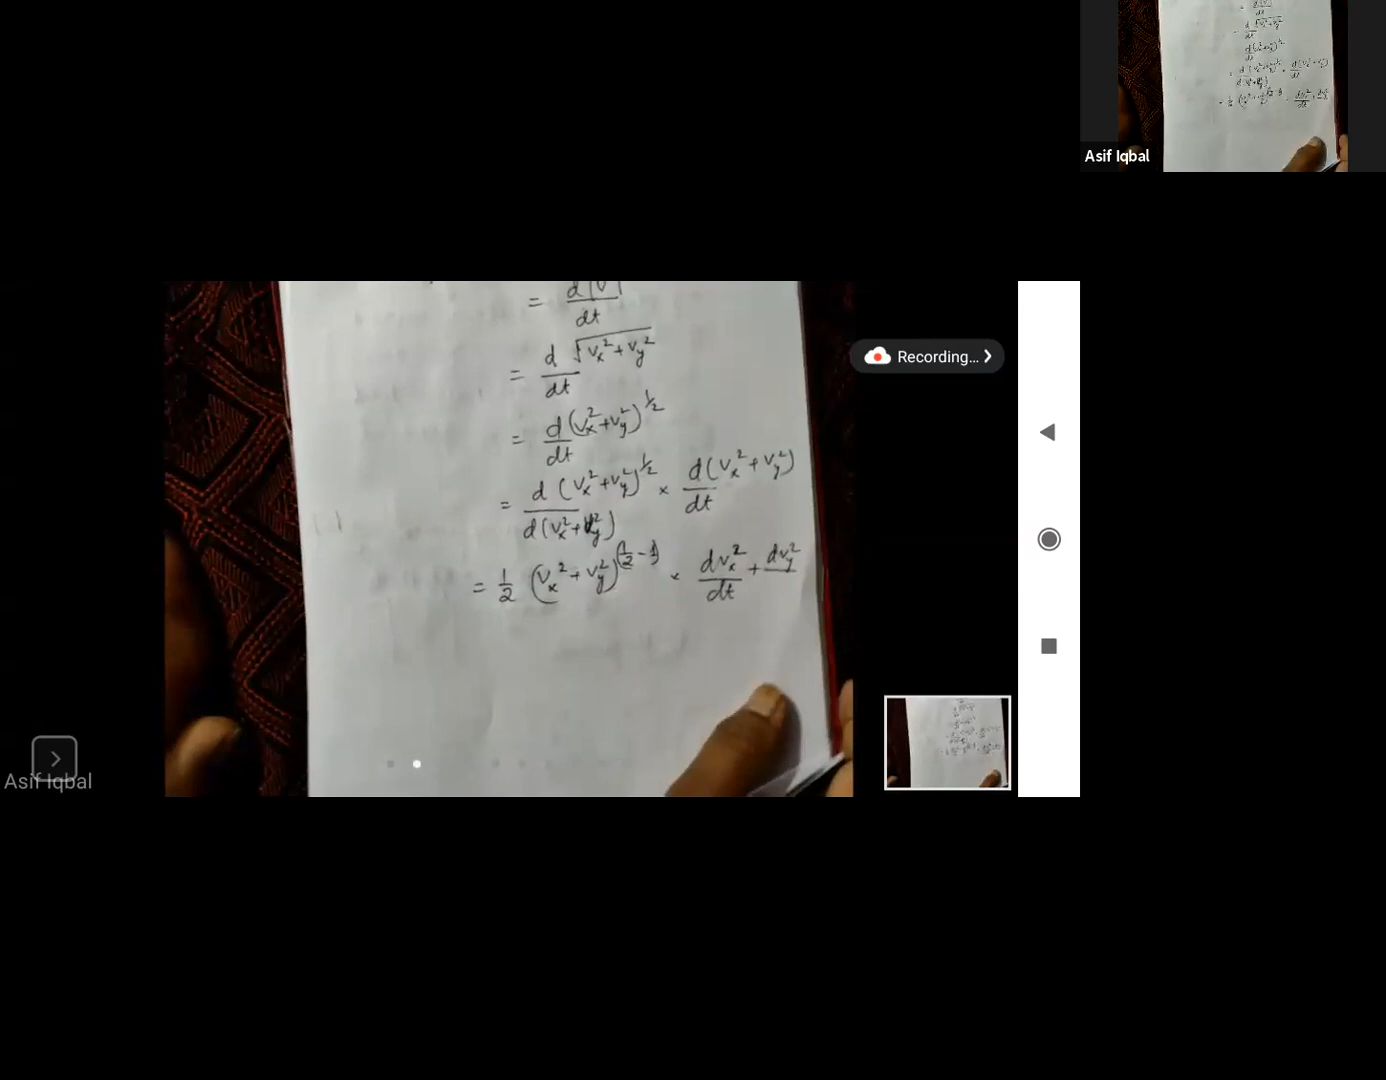 Asif Iqbal
= d|v|/dt
= d/dt √(vx²+vy²)
Recording...
= d/dt (vx²+vy²)^1/2
= d(vx²+vy²)^1/2 / d(vx²+vy²) × d(vx²+vy²)/dt
= 1/2 (vx²+vy²)^(1/2-1) × dvx²/dt + dvy²
Asif Iqbal